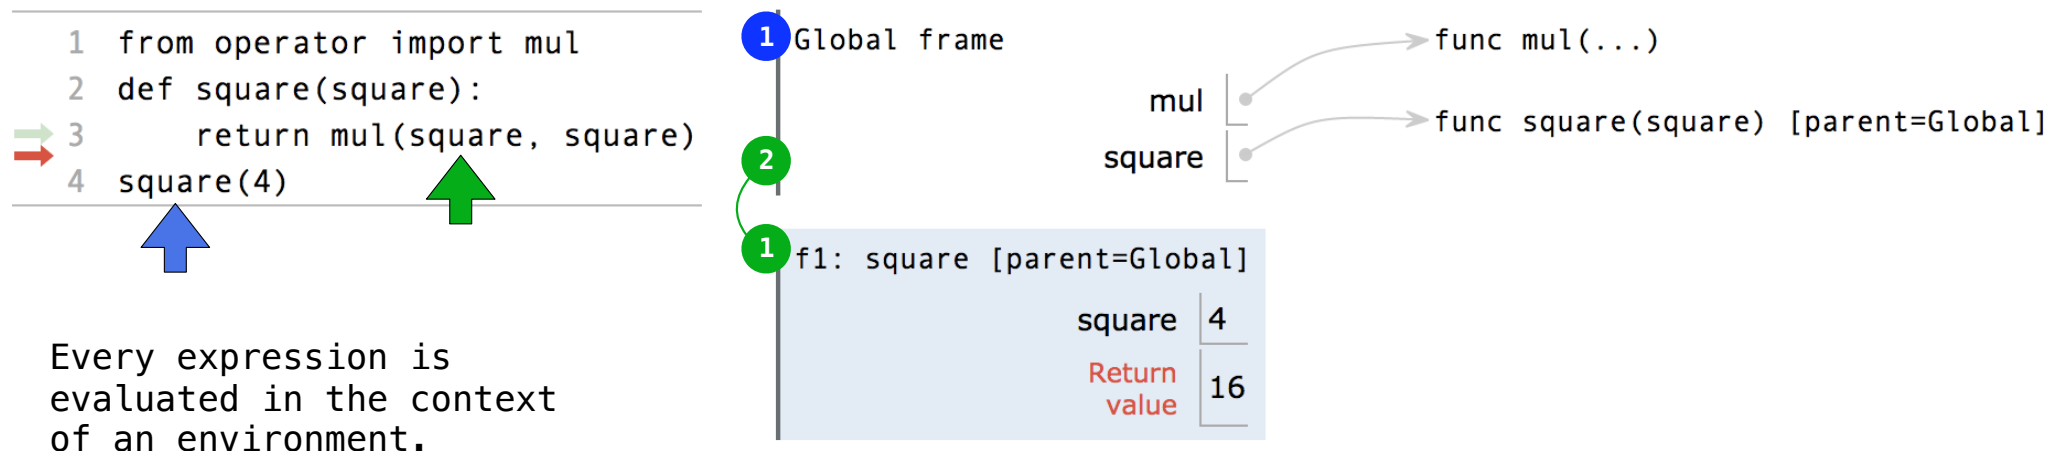 1 from operator import mul
2 def square(square):
3     return mul(square, square)
4 square(4)
Every expression is
evaluated in the context
of an environment.
1 Global frame
mul
square
2
func mul(...)
func square(square) [parent=Global]
1 f1: square [parent=Global]
square 4
Return
value 16